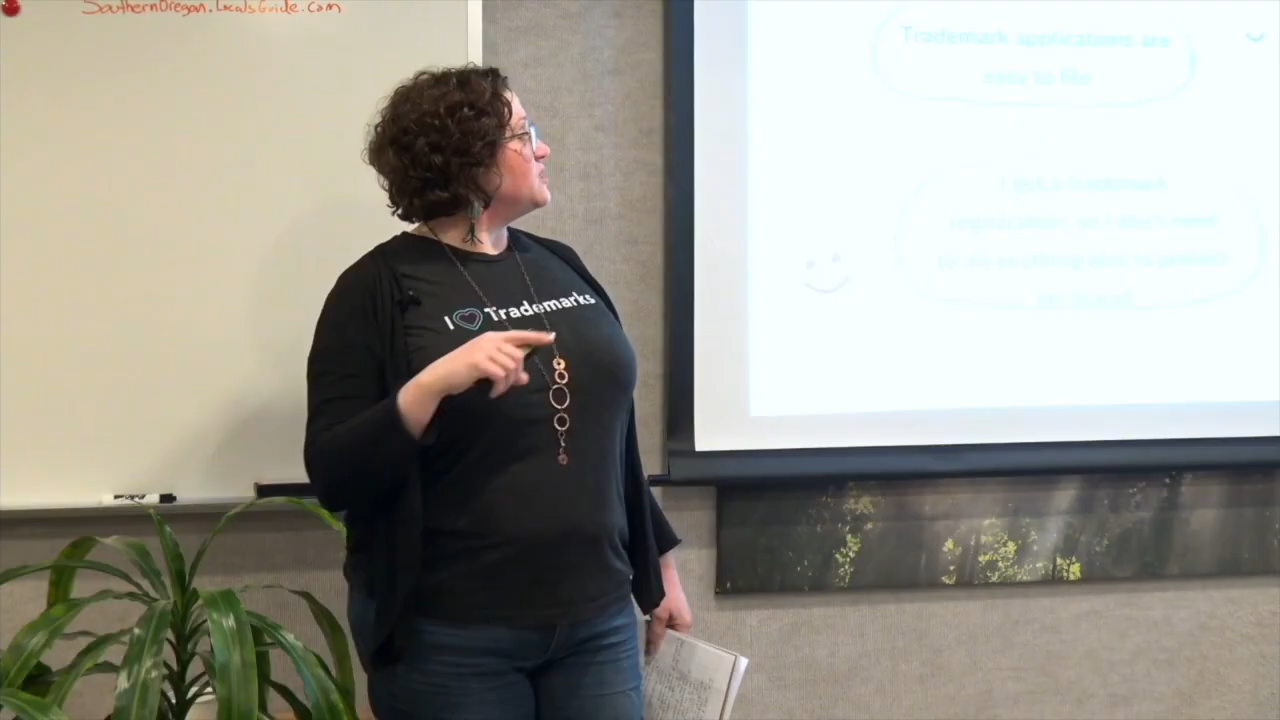 SouthernOregon.LocalsGuide.com
I Trademarks
Trademark applications are
easy to file
I got a trademark
registration, so I don't need
to do anything else to protect
my brand!